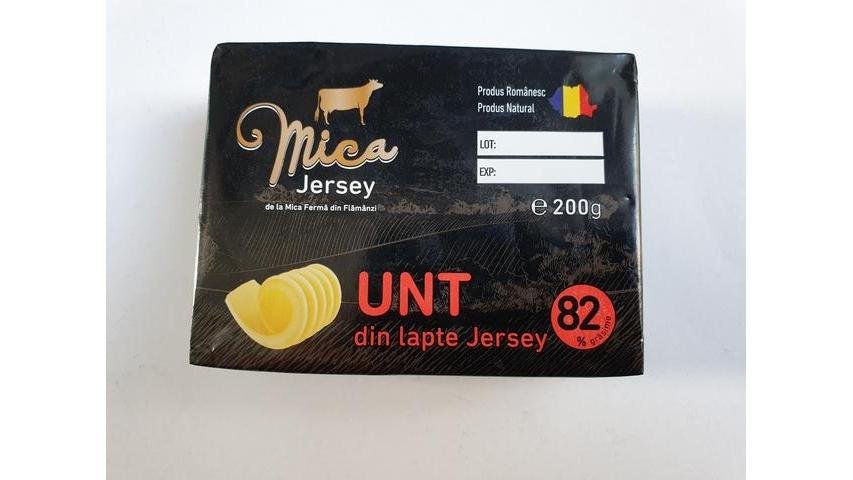 Mica
Jersey
de la Mica Fermă din Flămânzi
Produs Românesc
Produs Natural
LOT:
EXP:
℮ 200g
UNT
din lapte Jersey
82
% grăsime